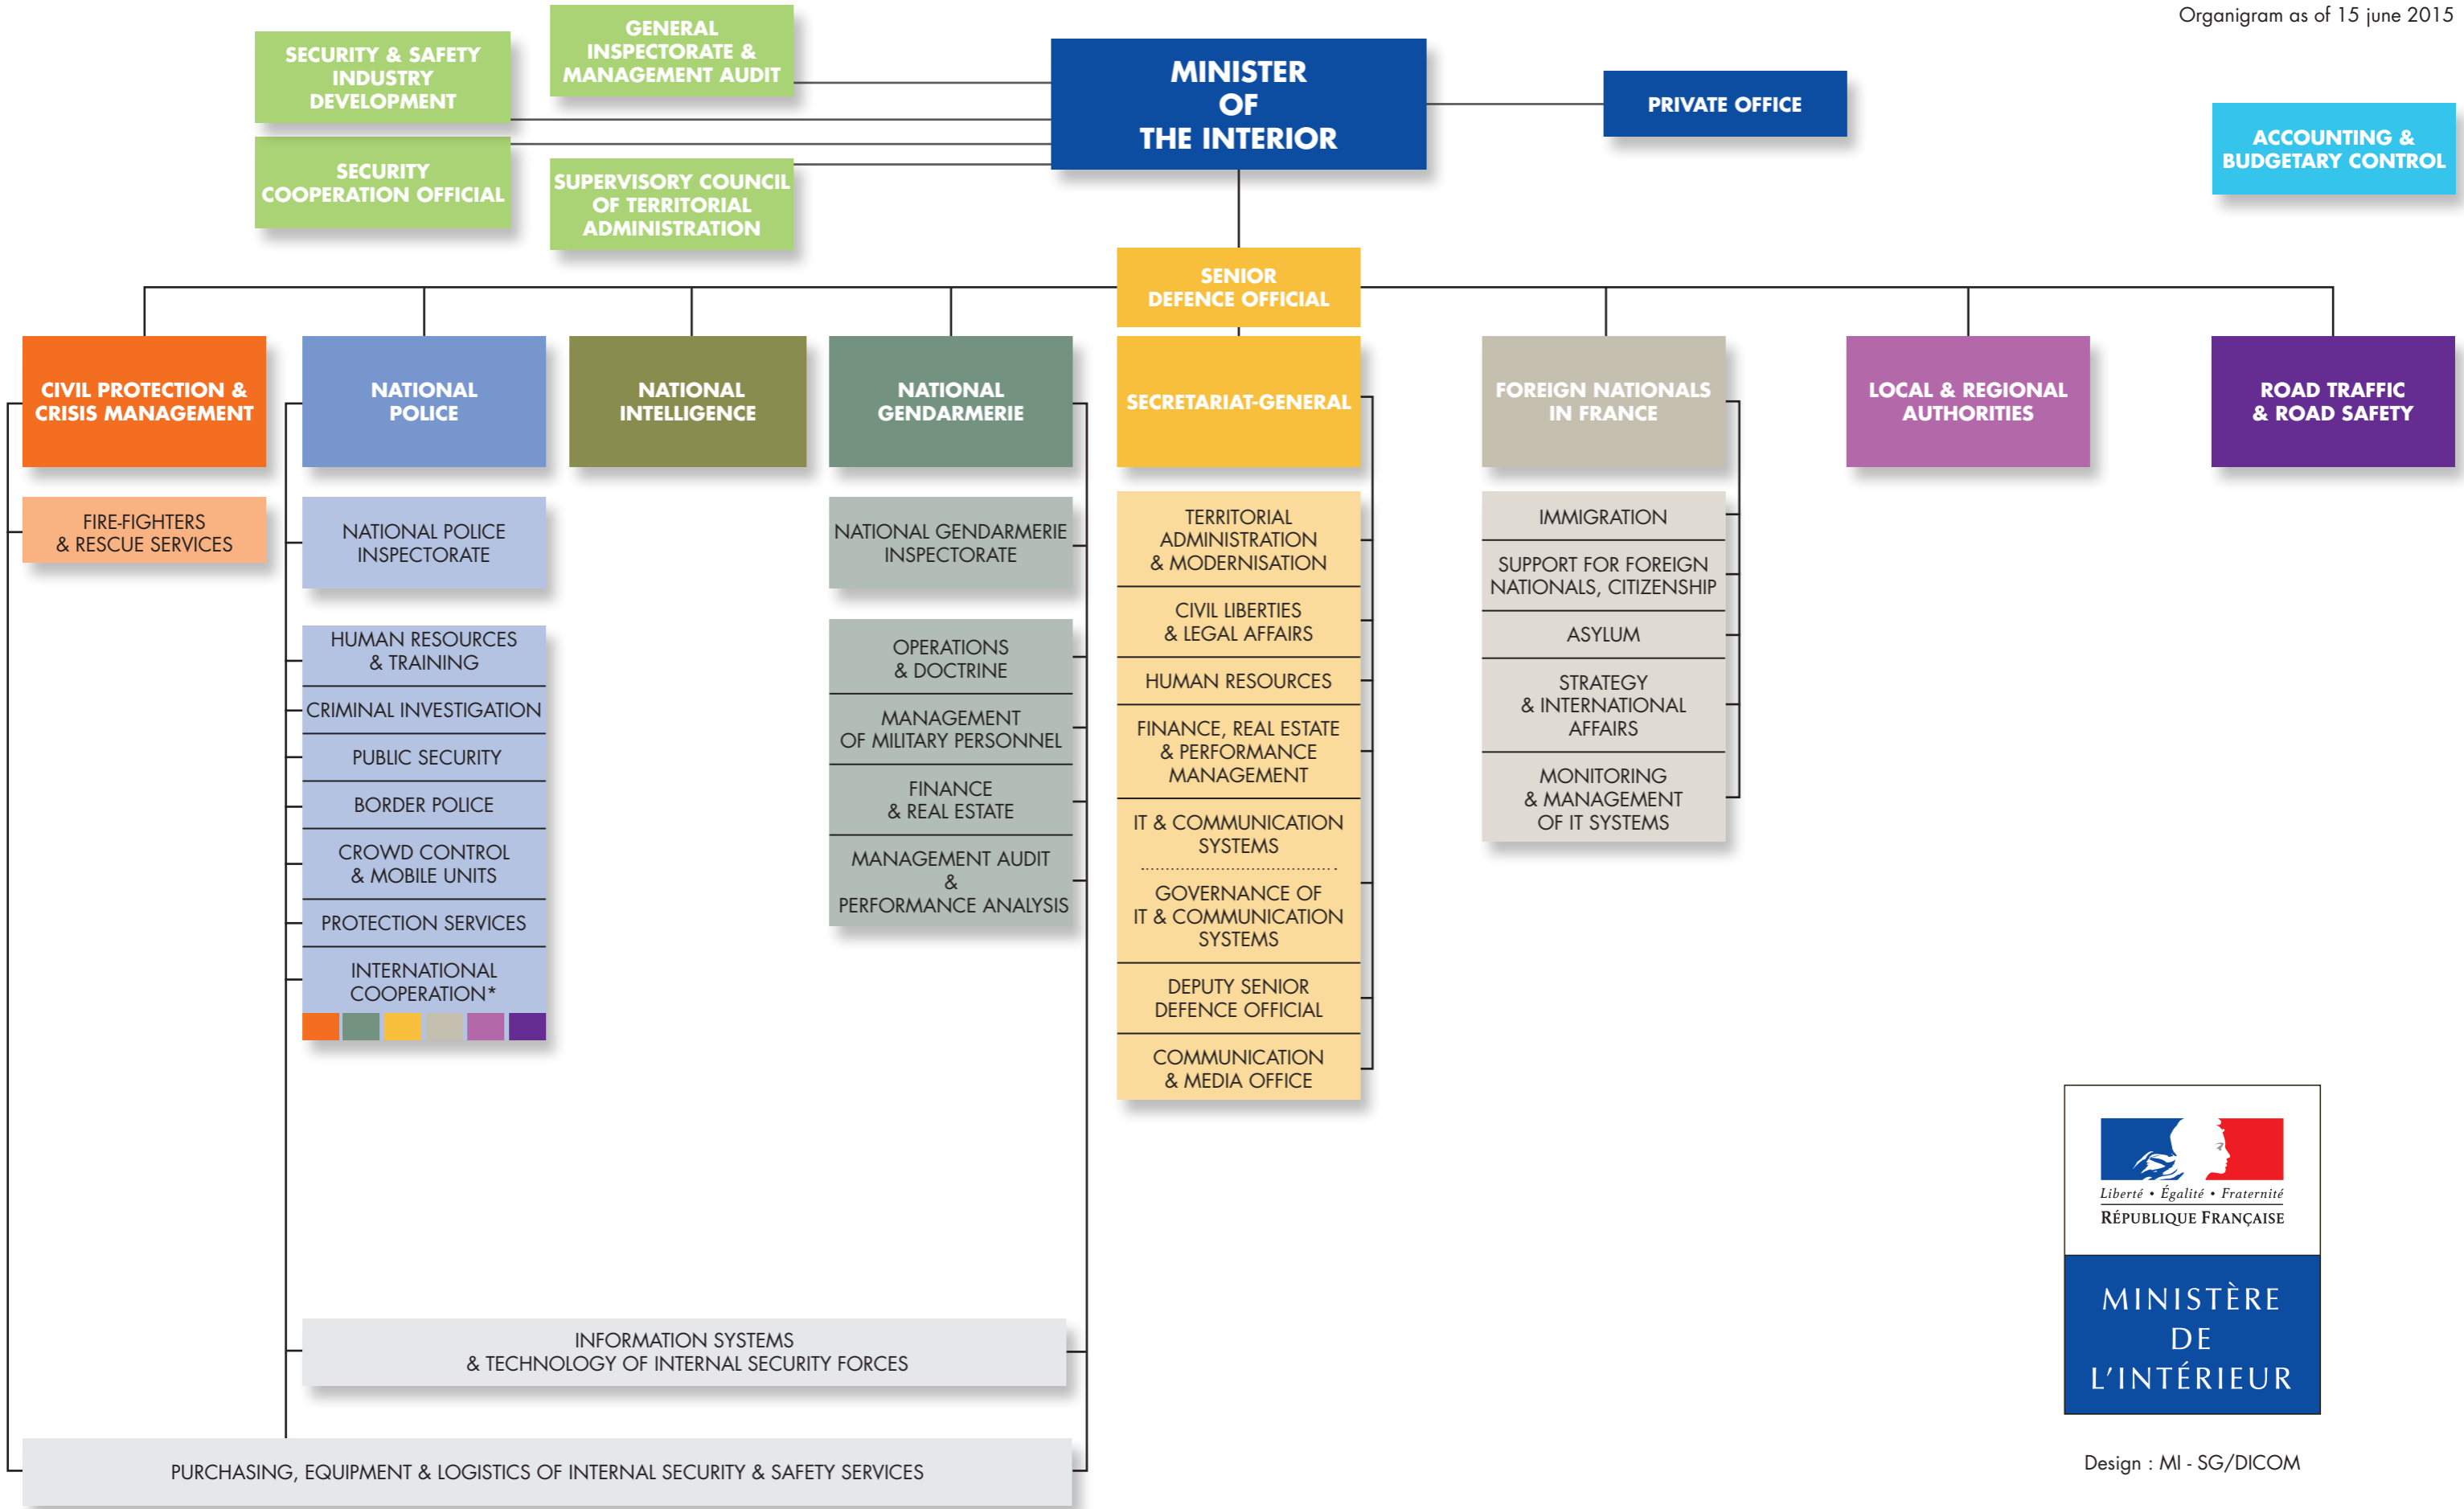 Organigram as of 15 june 2015
GENERAL
INSPECTORATE &
MANAGEMENT AUDIT
SECURITY & SAFETY
INDUSTRY
DEVELOPMENT
MINISTER
OF
THE INTERIOR
PRIVATE OFFICE
ACCOUNTING &
BUDGETARY CONTROL
SECURITY
COOPERATION OFFICIAL
SUPERVISORY COUNCIL
OF TERRITORIAL
ADMINISTRATION
SENIOR
DEFENCE OFFICIAL
CIVIL PROTECTION &
CRISIS MANAGEMENT
NATIONAL
POLICE
NATIONAL
INTELLIGENCE
NATIONAL
GENDARMERIE
SECRETARIAT-GENERAL
FOREIGN NATIONALS
IN FRANCE
LOCAL & REGIONAL
AUTHORITIES
ROAD TRAFFIC
& ROAD SAFETY
FIRE-FIGHTERS
& RESCUE SERVICES
NATIONAL POLICE
INSPECTORATE
HUMAN RESOURCES
& TRAINING
CRIMINAL INVESTIGATION
PUBLIC SECURITY
BORDER POLICE
CROWD CONTROL
& MOBILE UNITS
PROTECTION SERVICES
INTERNATIONAL
COOPERATION*
NATIONAL GENDARMERIE
INSPECTORATE
OPERATIONS
& DOCTRINE
MANAGEMENT
OF MILITARY PERSONNEL
FINANCE
& REAL ESTATE
MANAGEMENT AUDIT
&
PERFORMANCE ANALYSIS
TERRITORIAL
ADMINISTRATION
& MODERNISATION
CIVIL LIBERTIES
& LEGAL AFFAIRS
HUMAN RESOURCES
FINANCE, REAL ESTATE
& PERFORMANCE
MANAGEMENT
IT & COMMUNICATION
SYSTEMS
GOVERNANCE OF
IT & COMMUNICATION
SYSTEMS
DEPUTY SENIOR
DEFENCE OFFICIAL
COMMUNICATION
& MEDIA OFFICE
IMMIGRATION
SUPPORT FOR FOREIGN
NATIONALS, CITIZENSHIP
ASYLUM
STRATEGY
& INTERNATIONAL
AFFAIRS
MONITORING
& MANAGEMENT
OF IT SYSTEMS
INFORMATION SYSTEMS
& TECHNOLOGY OF INTERNAL SECURITY FORCES
PURCHASING, EQUIPMENT & LOGISTICS OF INTERNAL SECURITY & SAFETY SERVICES
Liberté • Égalité • Fraternité
RÉPUBLIQUE FRANÇAISE
MINISTÈRE
DE
L'INTÉRIEUR
Design : MI - SG/DICOM